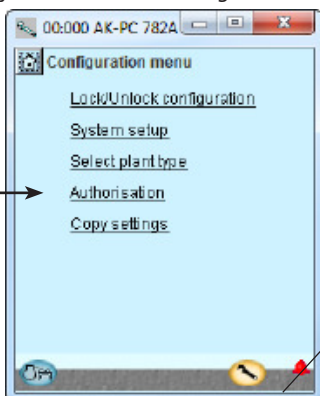 00:000 AK-PC 782A
Configuration menu
Lock/Unlock configuration
System setup
Select plant type
Authorisation
Copy settings